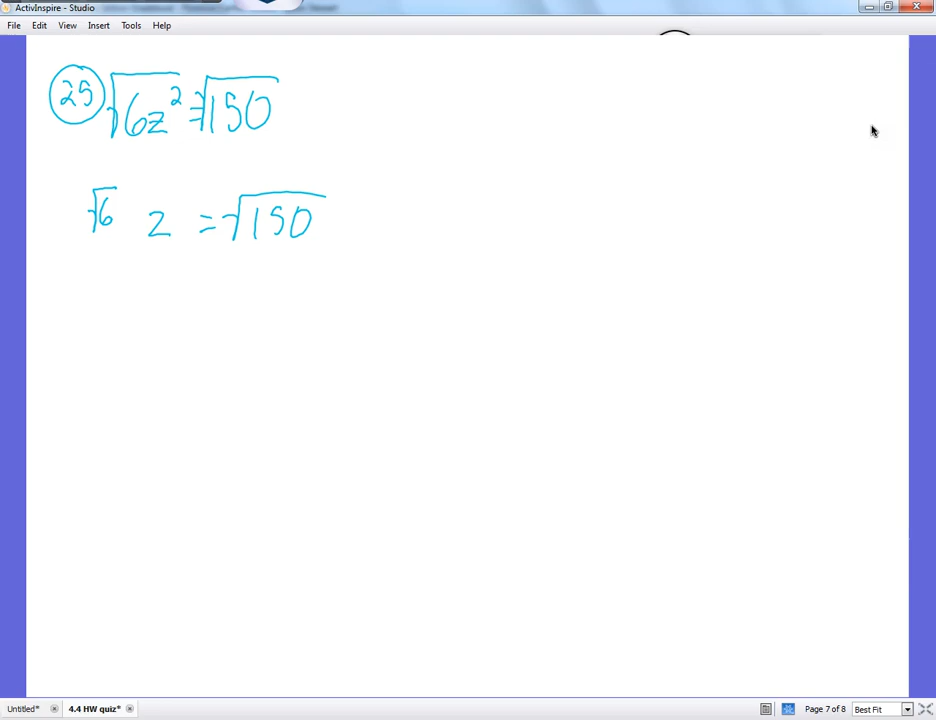 ActivInspire - Studio
File Edit View Insert Tools Help
25 √6z² = √150
√6 z = √150
Untitled* 4.4 HW quiz* Page 7 of 8 Best Fit